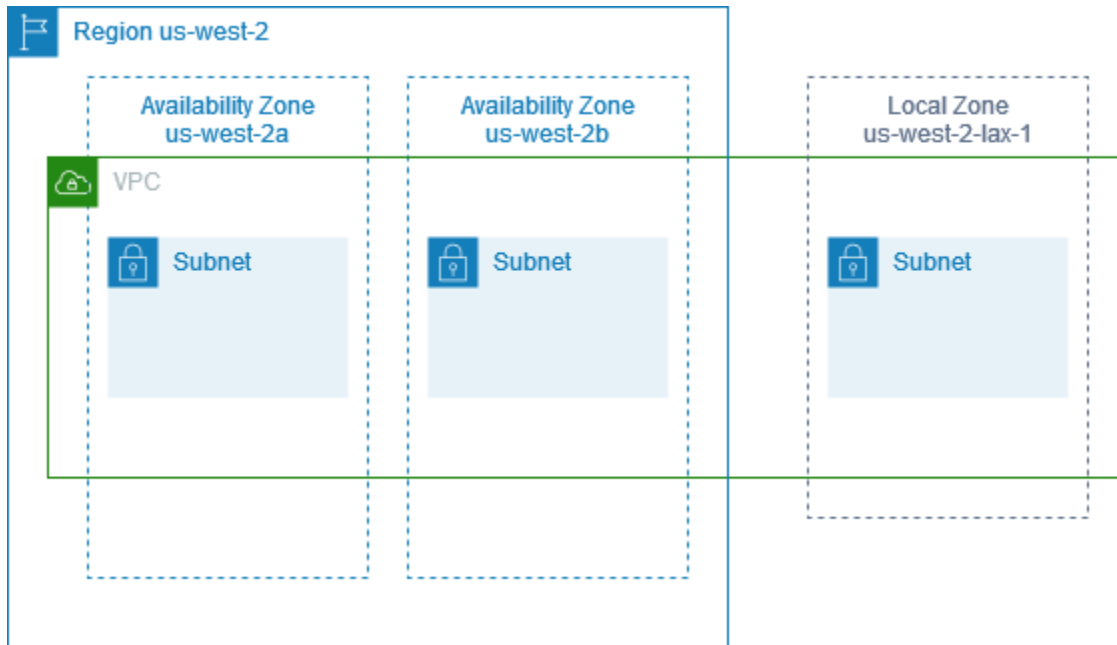 Region us-west-2
Availability Zone
us-west-2a
Availability Zone
us-west-2b
Local Zone
us-west-2-lax-1
VPC
Subnet
Subnet
Subnet